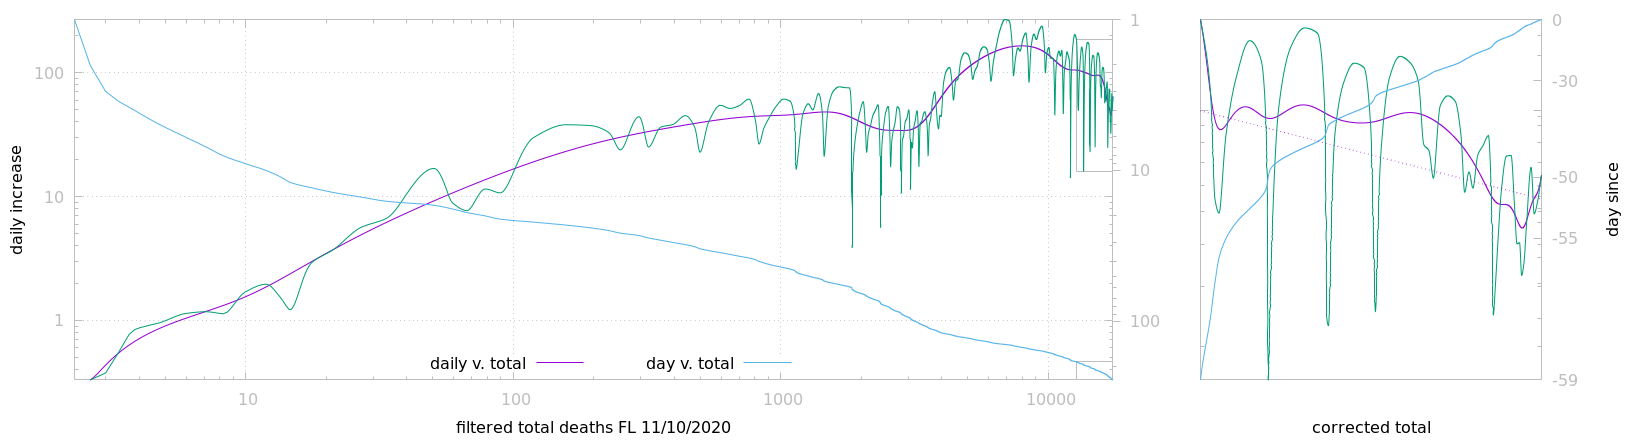 daily increase
100
10
1
10
100
1000
10000
1
10
100
daily v. total
day v. total
filtered total deaths FL 11/10/2020
0
-30
-50
-55
-59
day since
corrected total